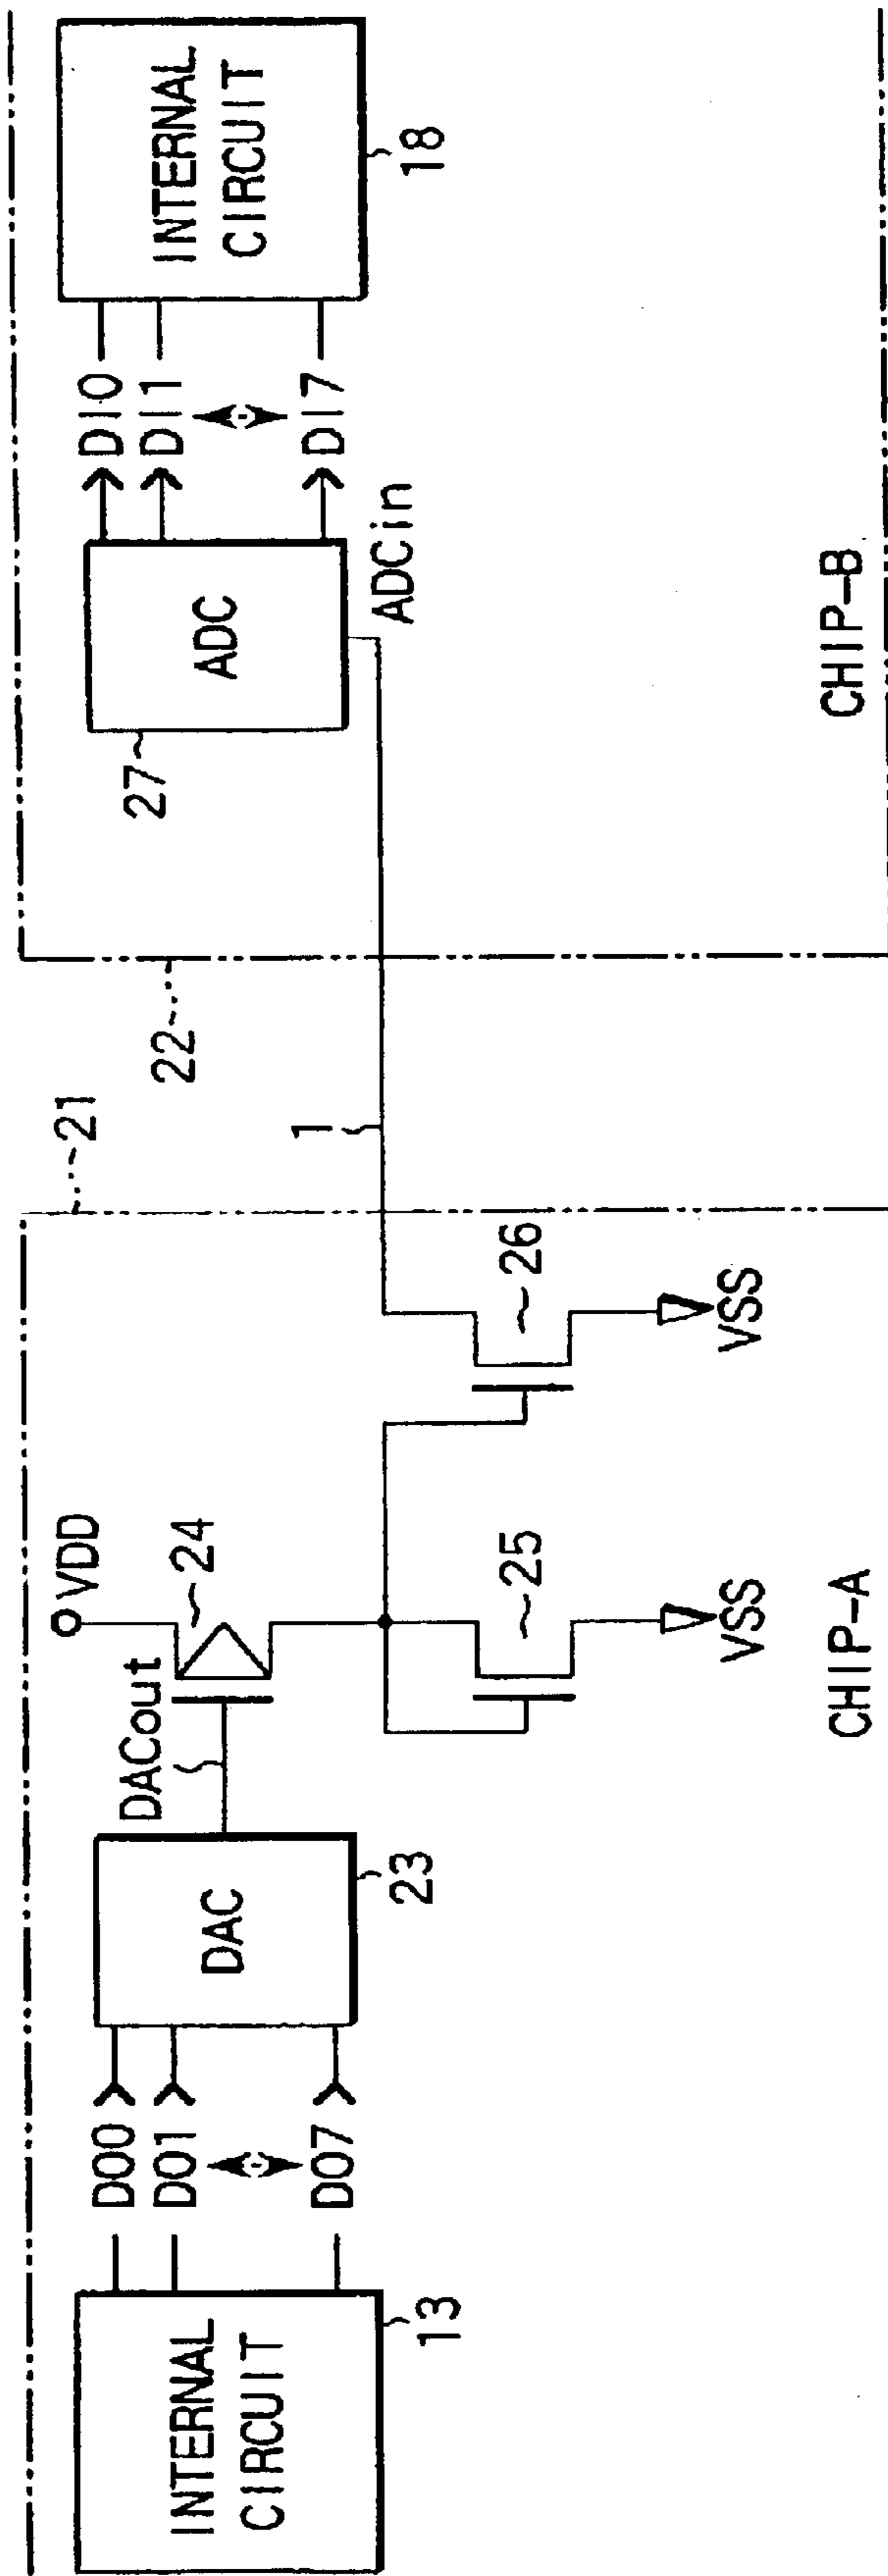 INTERNAL
CIRCUIT
13
DO0
DO1
DO7
DAC
23
DACout
VDD
24
25
VSS
26
VSS
CHIP-A
21
1
22
27
ADC
ADCin
DI0
DI1
DI7
INTERNAL
CIRCUIT
18
CHIP-B